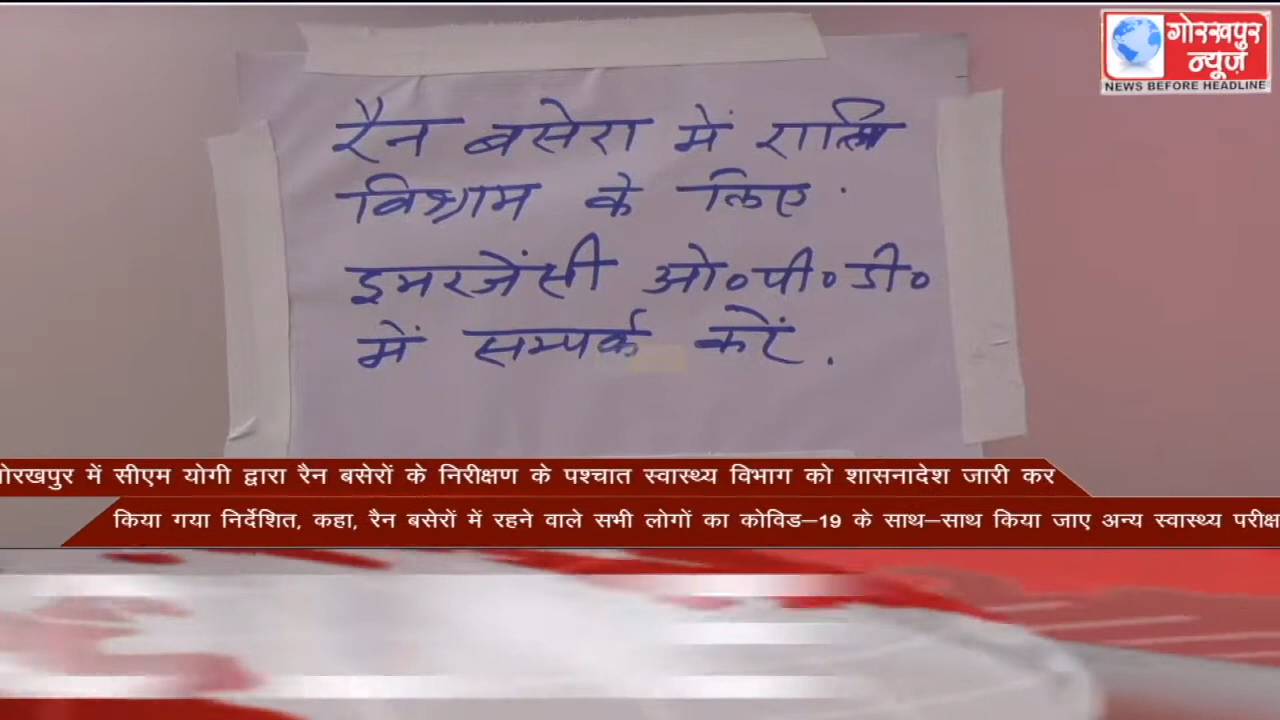 गोरखपुर
न्यूज़
NEWS BEFORE HEADLINE
रैन बसेरा में रात्रि
विश्राम के लिए
इमरजेंसी ओ०पी०डी०
में सम्पर्क करें.
ोरखपुर में सीएम योगी द्वारा रैन बसेरों के निरीक्षण के पश्चात स्वास्थ्य विभाग को शासनादेश जारी कर
किया गया निर्देशित, कहा, रैन बसेरों में रहने वाले सभी लोगों का कोविड–19 के साथ–साथ किया जाए अन्य स्वास्थ्य परीक्ष